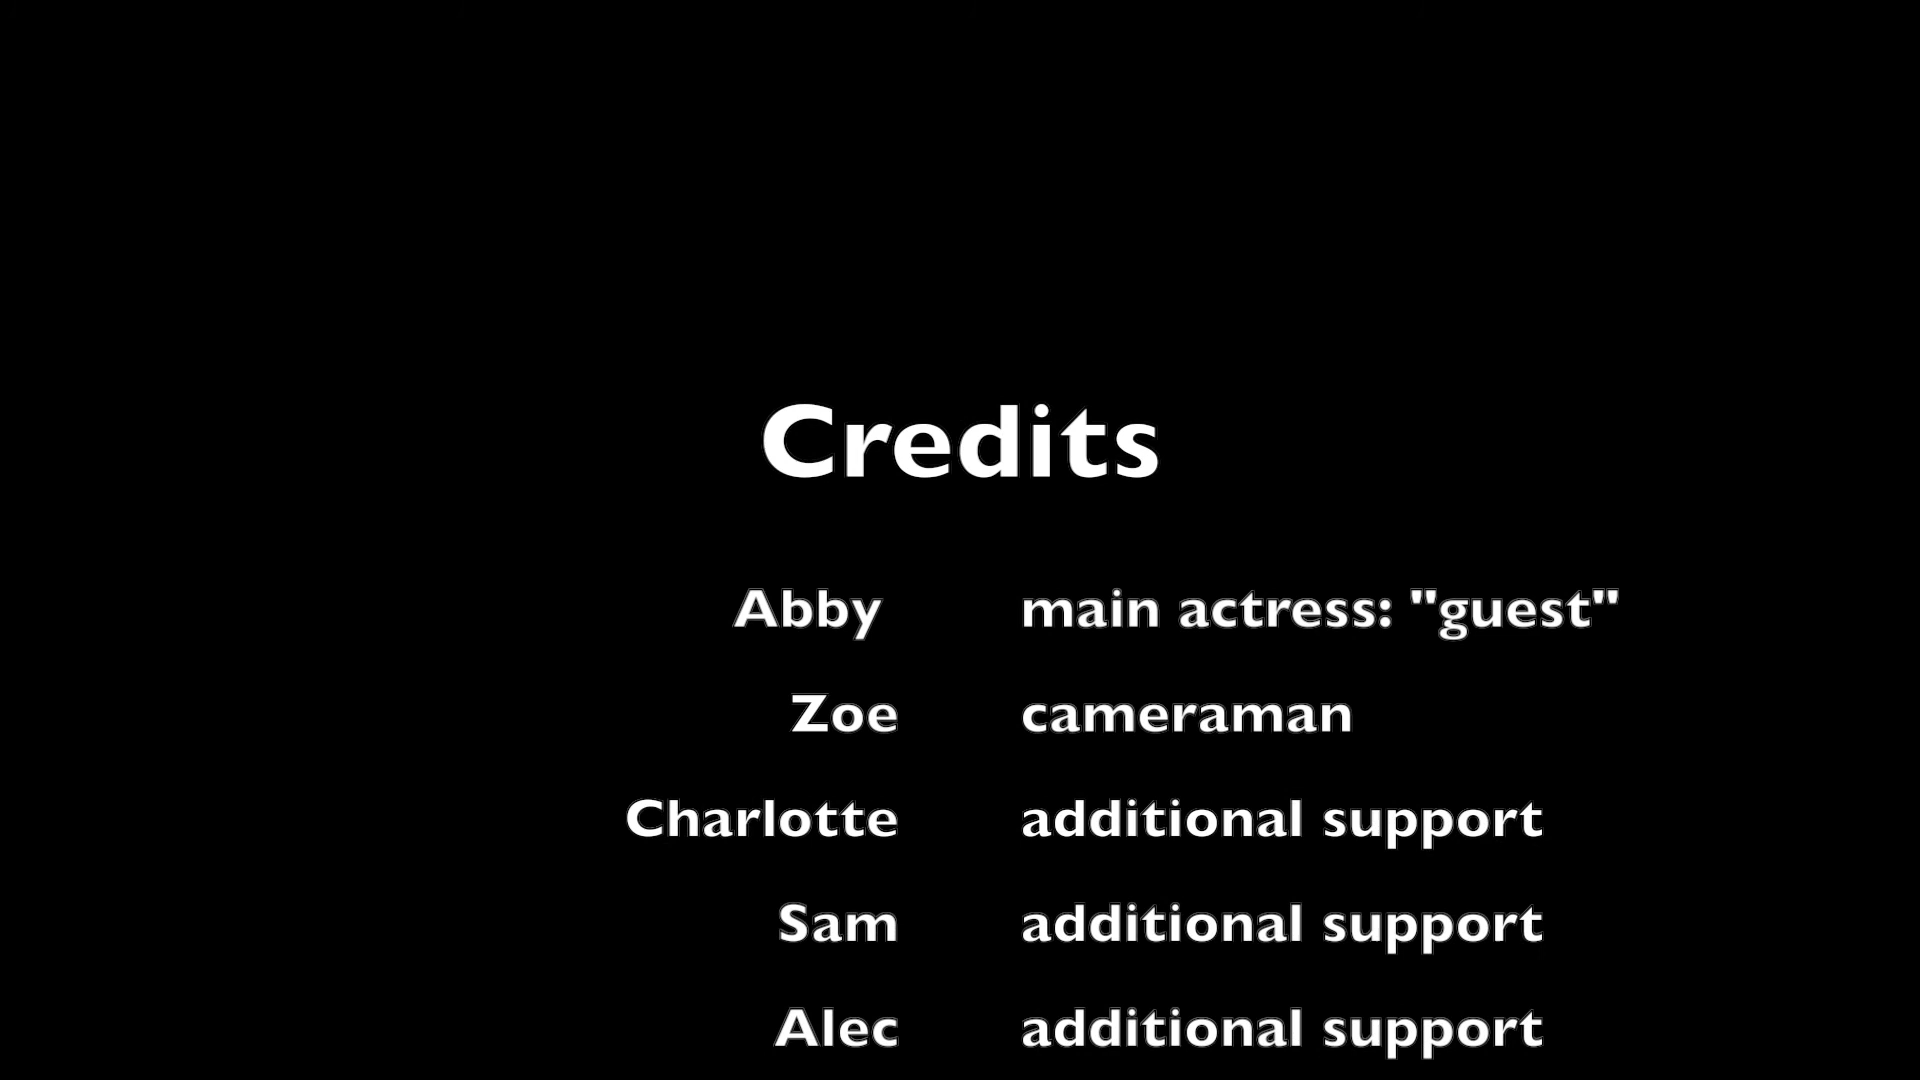 Credits
Abby main actress: "guest"
Zoe cameraman
Charlotte additional support
Sam additional support
Alec additional support